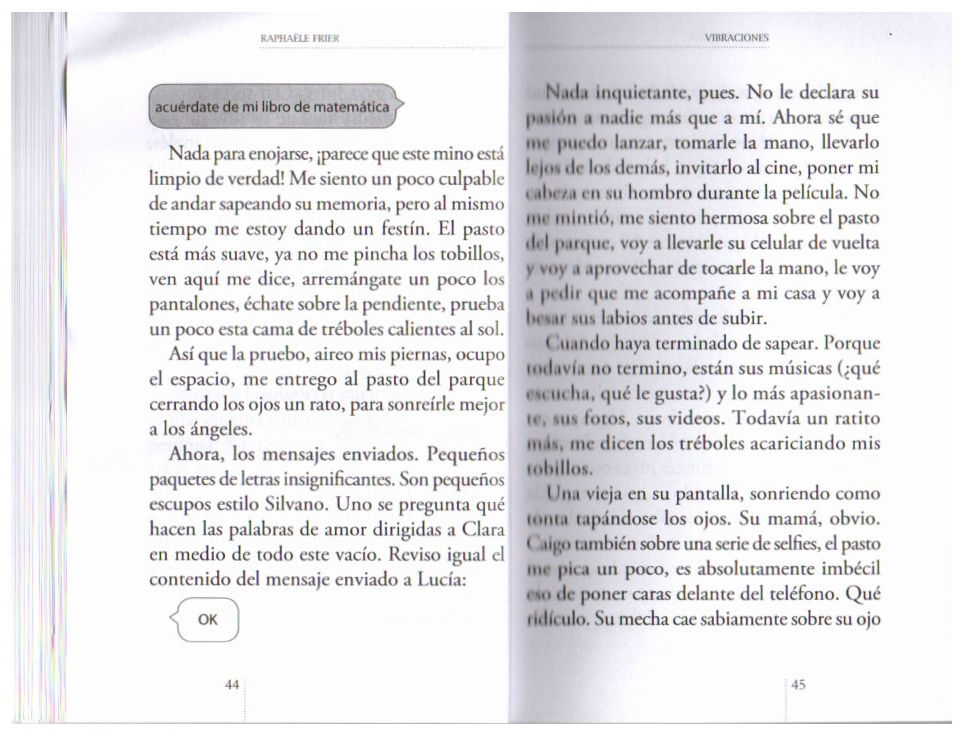 RAPHAËLE FRIER
acuérdate de mi libro de matemática
Nada para enojarse, ¡parece que este mino está
limpio de verdad! Me siento un poco culpable
de andar sapeando su memoria, pero al mismo
tiempo me estoy dando un festín. El pasto
está más suave, ya no me pincha los tobillos,
ven aquí me dice, arremángate un poco los
pantalones, échate sobre la pendiente, prueba
un poco esta cama de tréboles calientes al sol.
Así que la pruebo, aireo mis piernas, ocupo
el espacio, me entrego al pasto del parque
cerrando los ojos un rato, para sonreírle mejor
a los ángeles.
Ahora, los mensajes enviados. Pequeños
paquetes de letras insignificantes. Son pequeños
escupos estilo Silvano. Uno se pregunta qué
hacen las palabras de amor dirigidas a Clara
en medio de todo este vacío. Reviso igual el
contenido del mensaje enviado a Lucía:
OK
44
VIBRACIONES
Nada inquietante, pues. No le declara su
pasión a nadie más que a mí. Ahora sé que
me puedo lanzar, tomarle la mano, llevarlo
lejos de los demás, invitarlo al cine, poner mi
cabeza en su hombro durante la película. No
me mintió, me siento hermosa sobre el pasto
del parque, voy a llevarle su celular de vuelta
y voy a aprovechar de tocarle la mano, le voy
a pedir que me acompañe a mi casa y voy a
besar sus labios antes de subir.
Cuando haya terminado de sapear. Porque
todavía no termino, están sus músicas (¿qué
escucha, qué le gusta?) y lo más apasionan-
te, sus fotos, sus videos. Todavía un ratito
más, me dicen los tréboles acariciando mis
tobillos.
Una vieja en su pantalla, sonriendo como
tonta tapándose los ojos. Su mamá, obvio.
Caigo también sobre una serie de selfies, el pasto
me pica un poco, es absolutamente imbécil
eso de poner caras delante del teléfono. Qué
ridículo. Su mecha cae sabiamente sobre su ojo
45